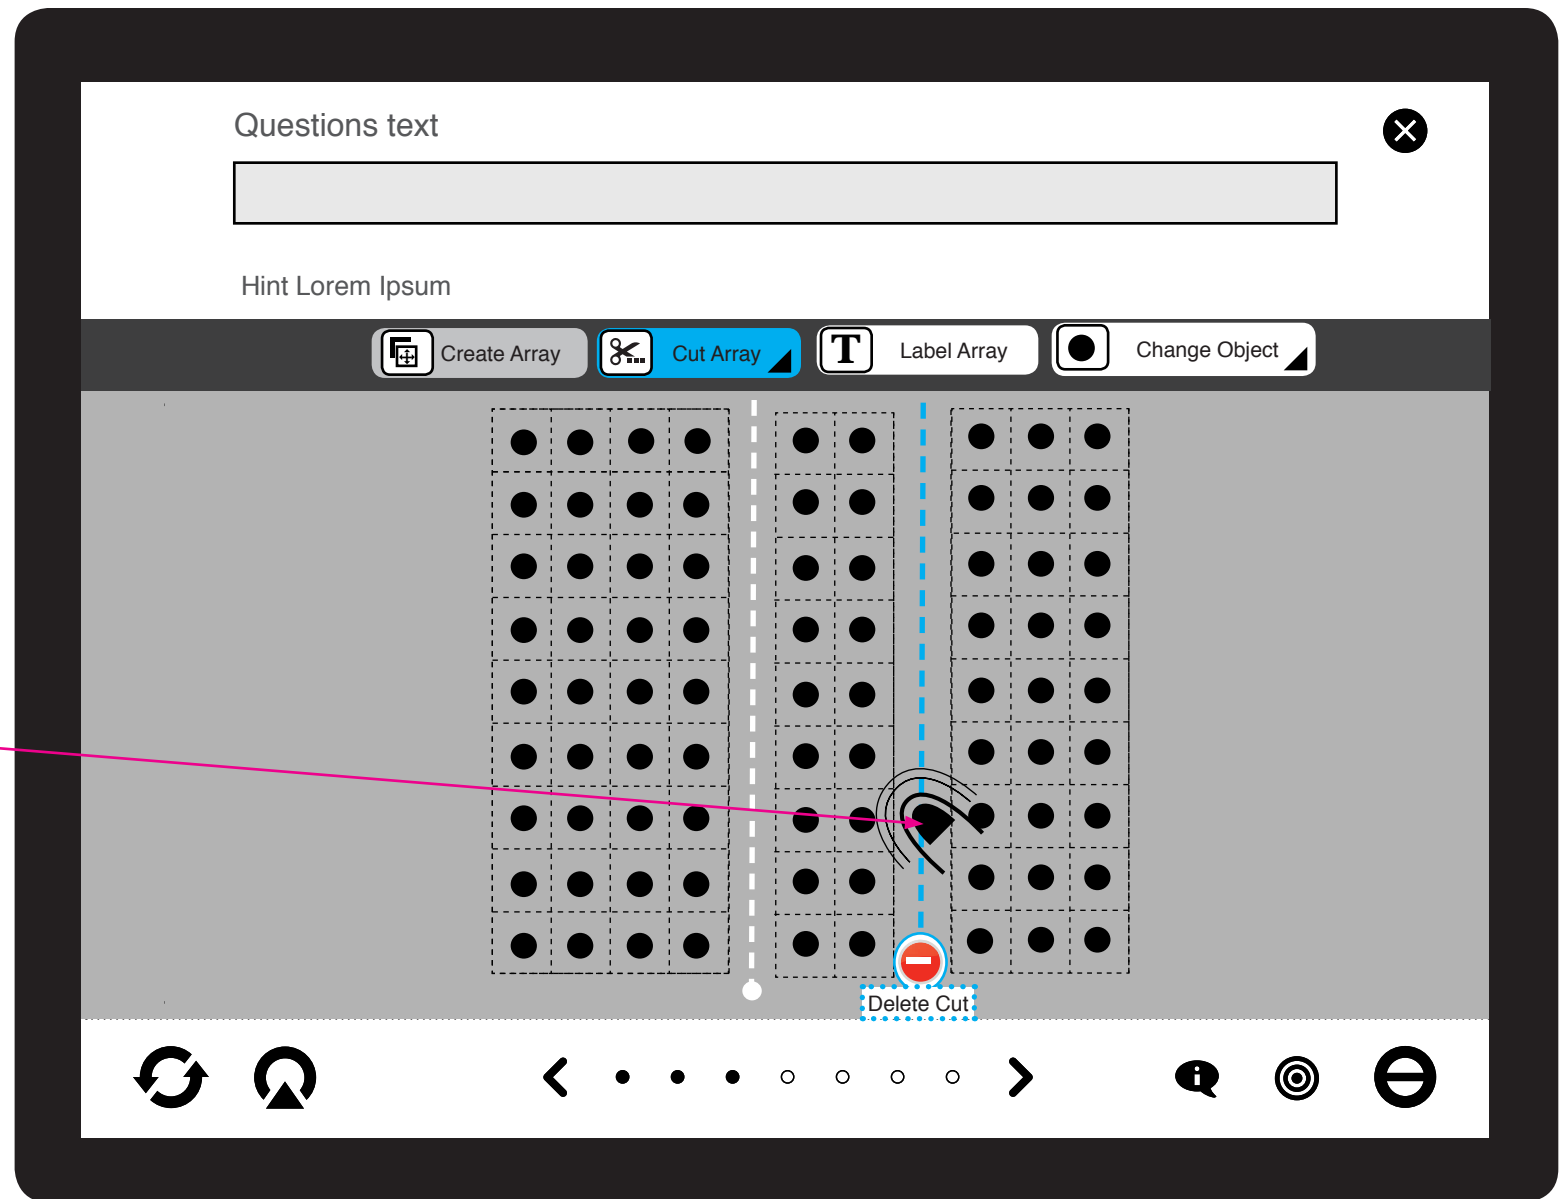 Questions text
Hint Lorem Ipsum
Create Array
Cut Array
T
Label Array
Change Object
Delete Cut
i